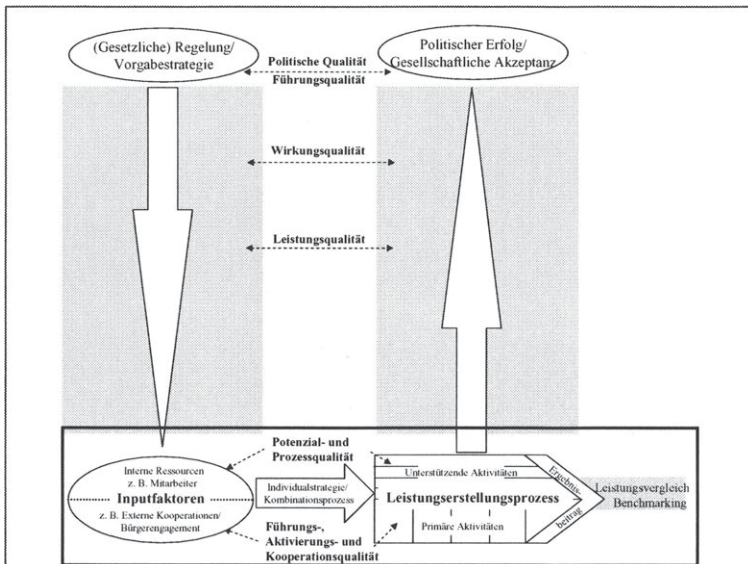 (Gesetzliche) Regelung/
Vorgabestrategie
Politischer Erfolg/
Gesellschaftliche Akzeptanz
Politische Qualität
Führungsqualität
Wirkungsqualität
Leistungsqualität
Potenzial- und
Prozessqualität
Interne Ressourcen
z. B. Mitarbeiter
Inputfaktoren
z. B. Externe Kooperationen/
Bürgerengagement
Individualstrategie/
Kombinationsprozess
Führungs-,
Aktivierungs- und
Kooperationsqualität
Unterstützende Aktivitäten
Leistungserstellungsprozess
Primäre Aktivitäten
Ergebnis-
beitrag
Leistungsvergleich
Benchmarking